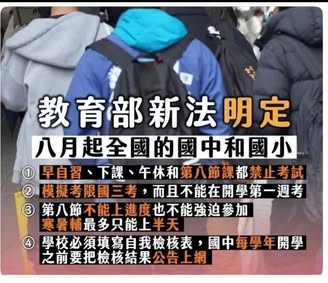 教育部新法明定
八月起全國的國中和國小
① 早自習、下課、午休和第八節課都禁止考試
② 模擬考限國三考，而且不能在開學第一週考
③ 第八節不能上進度也不能強迫參加
寒暑輔最多只能上半天
④ 學校必須填寫自我檢核表，國中每學年開學
之前要把檢核結果公告上網